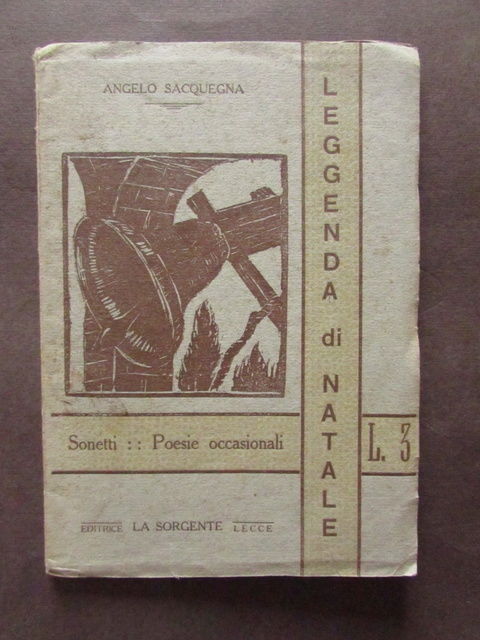 ANGELO SACQUEGNA
LEGGENDA di NATALE
Sonetti :: Poesie occasionali
L. 3
EDITRICE LA SORGENTE LECCE